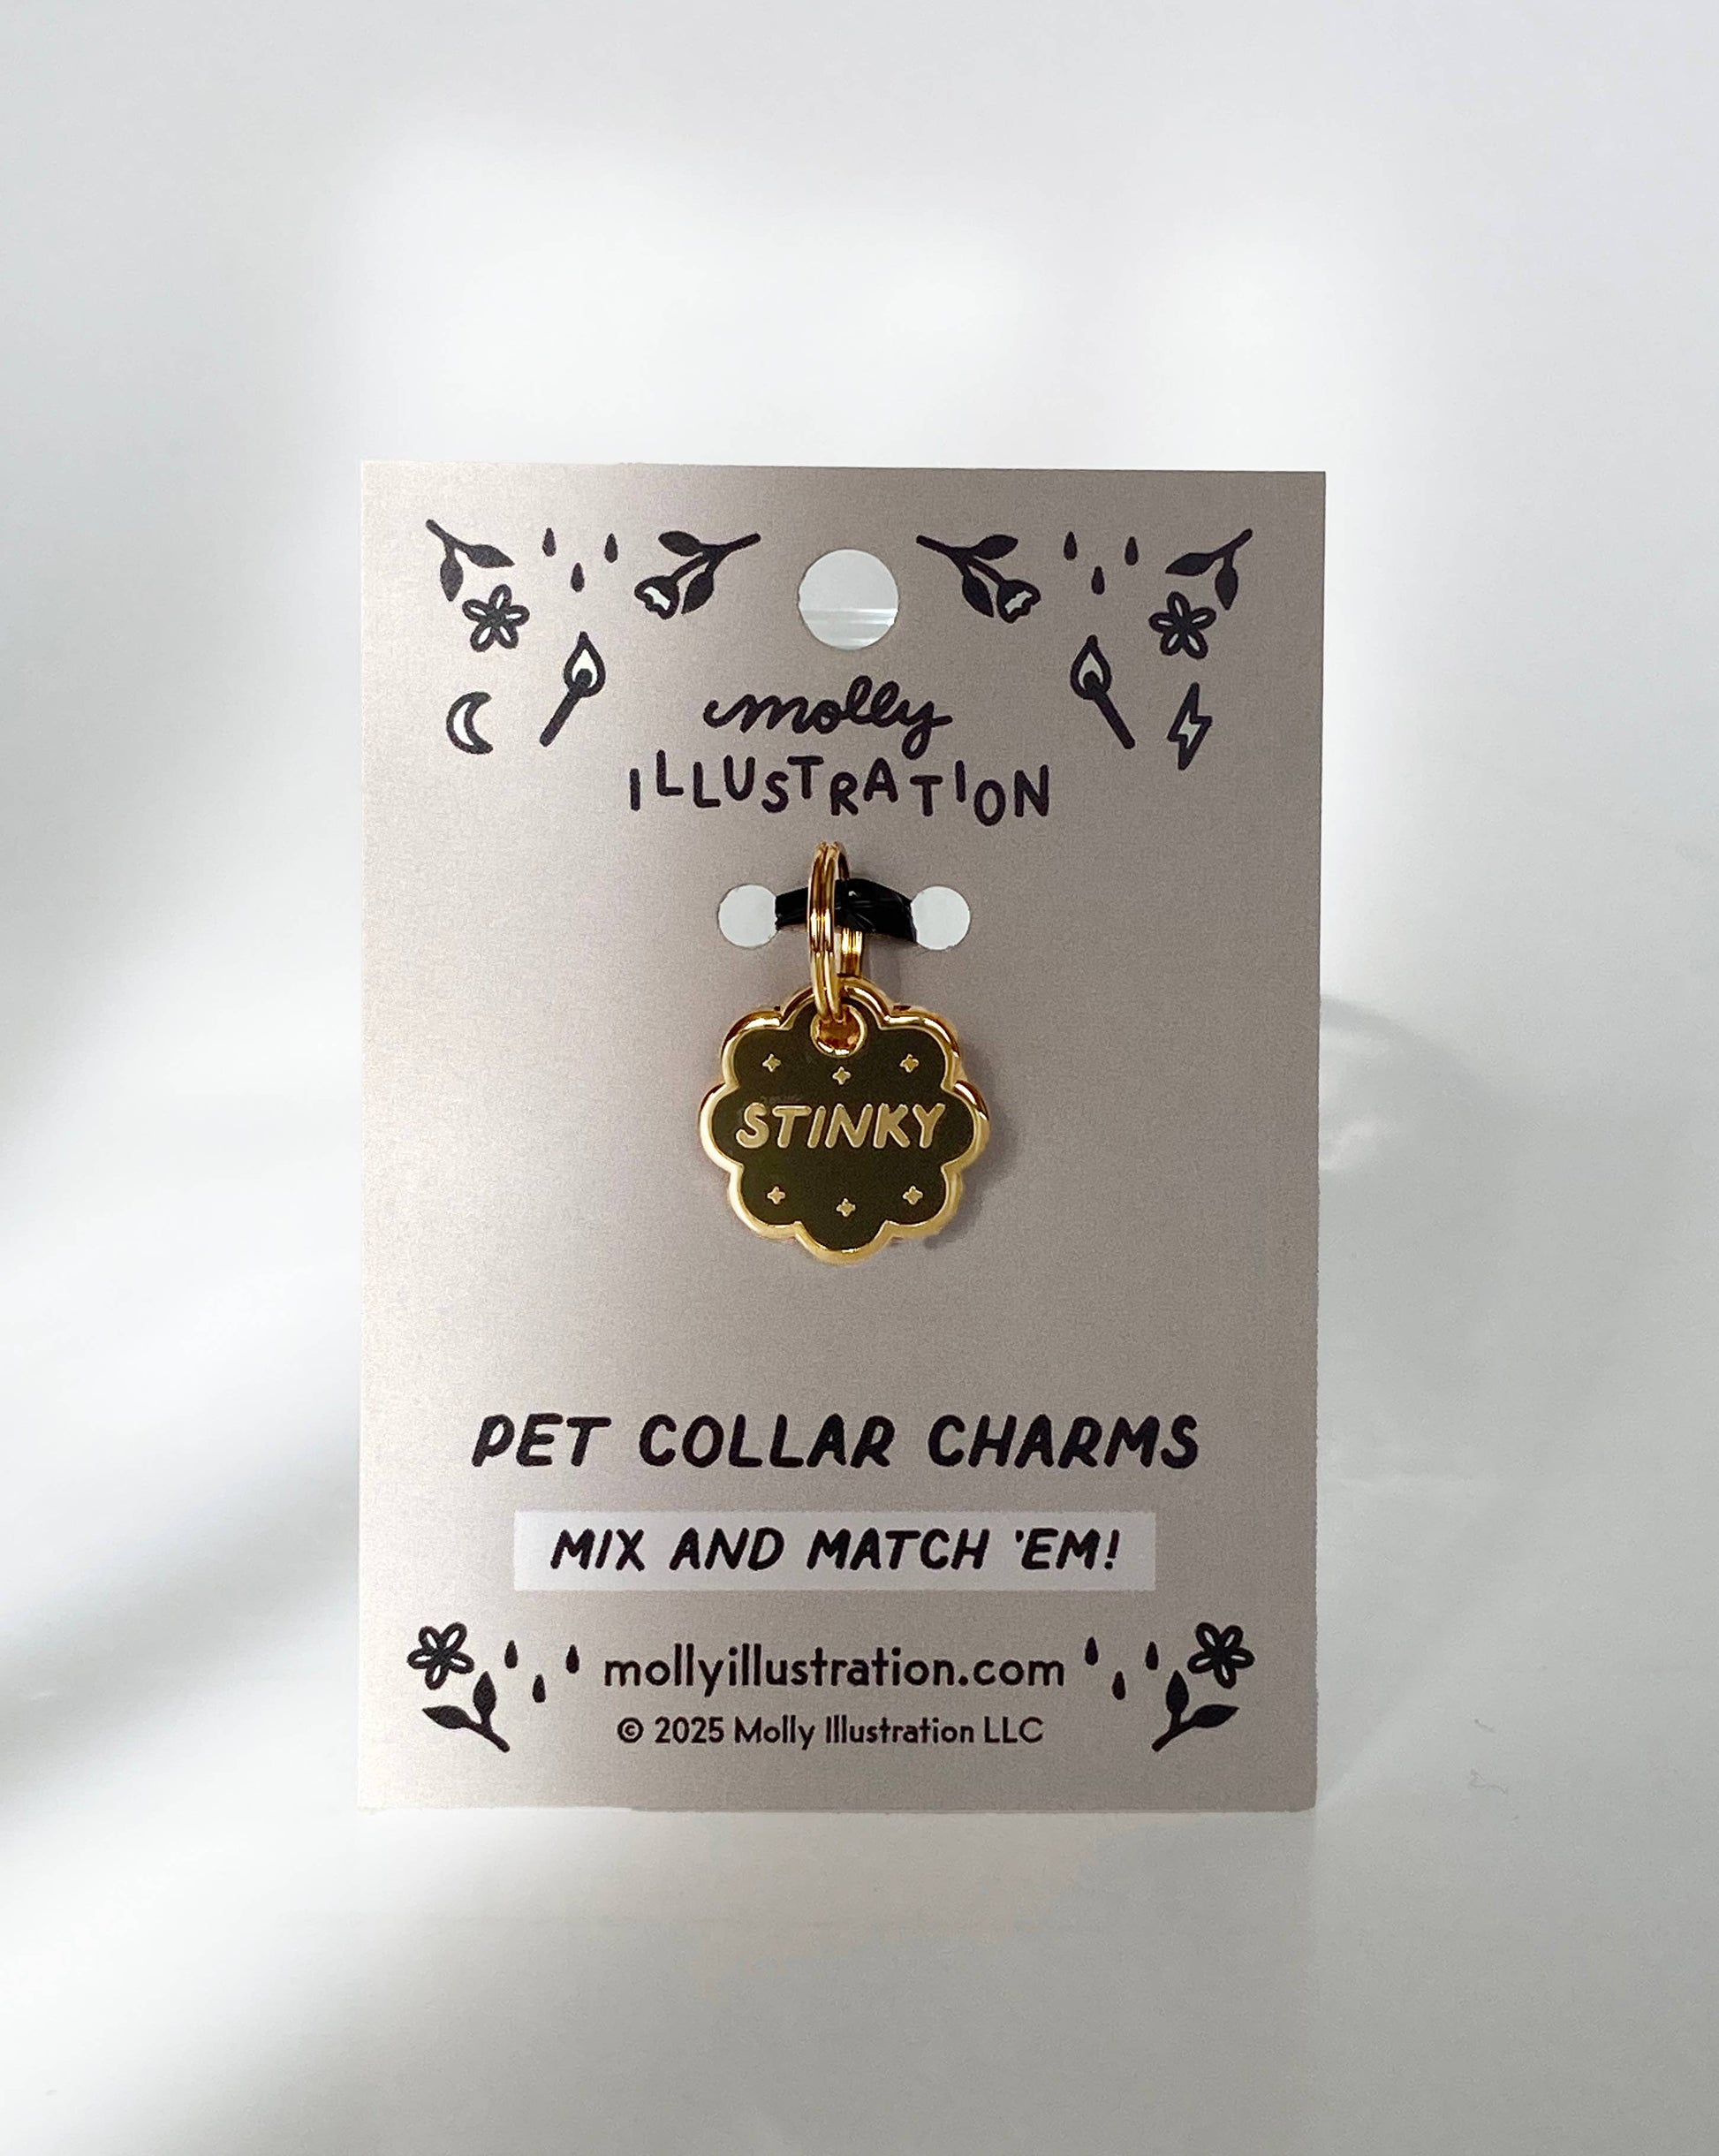 molly
ILLUSTRATION
STINKY
PET COLLAR CHARMS
MIX AND MATCH 'EM!
mollyillustration.com
© 2025 Molly Illustration LLC